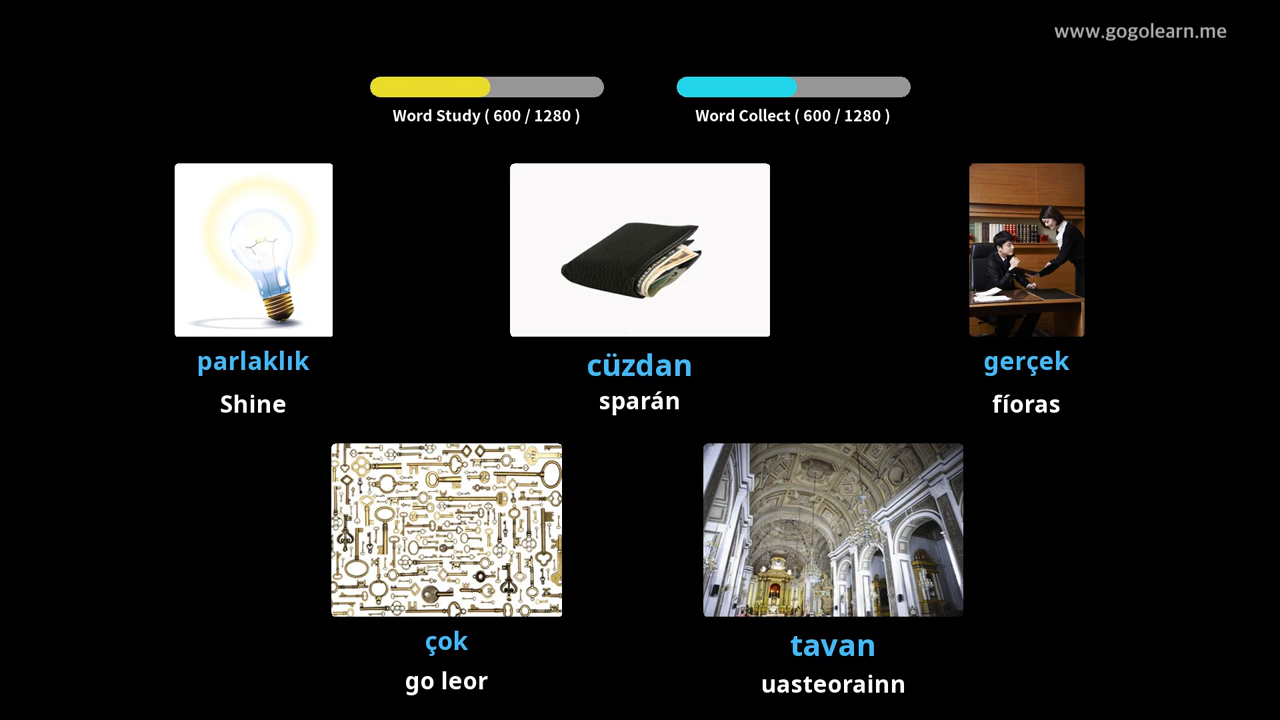 www.gogolearn.me
Word Study ( 600 / 1280 )
Word Collect ( 600 / 1280 )
parlaklık
Shine
cüzdan
sparán
gerçek
fíoras
çok
go leor
tavan
uasteorainn